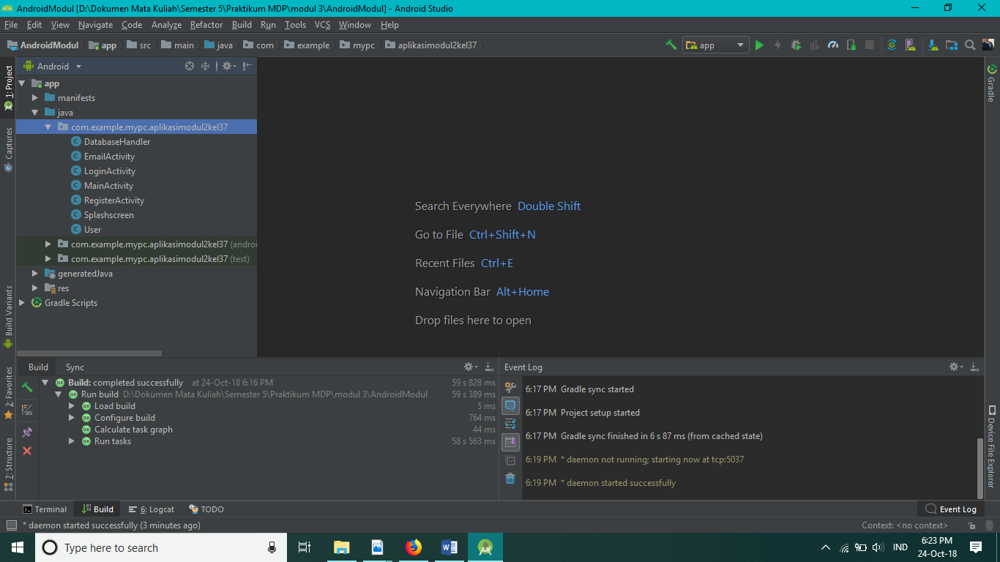 AndroidModul [D:\Dokumen Mata Kuliah\Semester 5\Praktikum MDP\modul 3\AndroidModul] - Android Studio
File Edit View Navigate Code Analyze Refactor Build Run Tools VCS Window Help
AndroidModul app src main java com example mypc aplikasimodul2kel37
app
1: Project
Captures
Build Variants
2: Favorites
7: Structure
Android
app
manifests
java
com.example.mypc.aplikasimodul2kel37
DatabaseHandler
EmailActivity
LoginActivity
MainActivity
RegisterActivity
Splashscreen
User
com.example.mypc.aplikasimodul2kel37 (androi
com.example.mypc.aplikasimodul2kel37 (test)
generatedJava
res
Gradle Scripts
Search Everywhere Double Shift
Go to File Ctrl+Shift+N
Recent Files Ctrl+E
Navigation Bar Alt+Home
Drop files here to open
Gradle
Device File Explorer
Build Sync
Build: completed successfully at 24-Oct-18 6:16 PM 59 s 828 ms
Run build D:\Dokumen Mata Kuliah\Semester 5\Praktikum MDP\modul 3\AndroidModul 59 s 389 ms
Load build 5 ms
Configure build 764 ms
Calculate task graph 44 ms
Run tasks 58 s 563 ms
Event Log
6:17 PM Gradle sync started
6:17 PM Project setup started
6:17 PM Gradle sync finished in 6 s 87 ms (from cached state)
6:19 PM * daemon not running; starting now at tcp:5037
6:19 PM * daemon started successfully
Terminal Build 6: Logcat TODO Event Log
* daemon started successfully (3 minutes ago) Context: <no context>
Type here to search
IND
6:23 PM
24-Oct-18